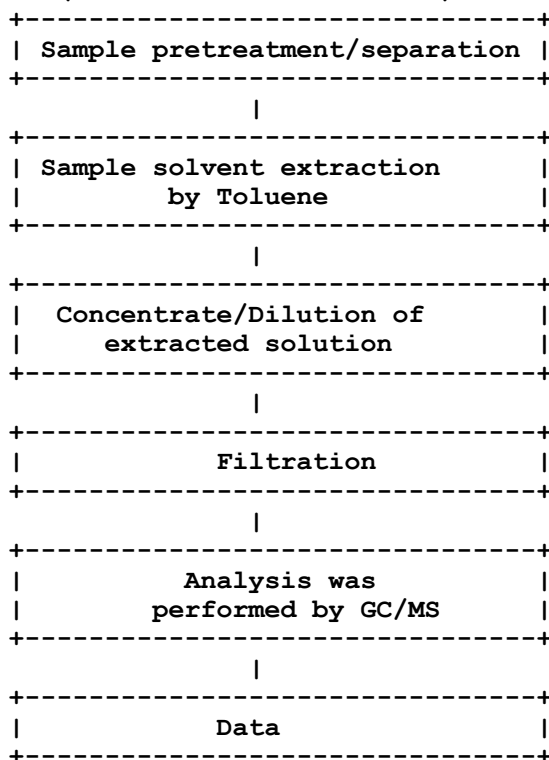 +--------------------------------+
| Sample pretreatment/separation |
+--------------------------------+
|
+--------------------------------+
| Sample solvent extraction |
| by Toluene |
+--------------------------------+
|
+--------------------------------+
| Concentrate/Dilution of |
| extracted solution |
+--------------------------------+
|
+--------------------------------+
| Filtration |
+--------------------------------+
|
+--------------------------------+
| Analysis was |
| performed by GC/MS |
+--------------------------------+
|
+--------------------------------+
| Data |
+--------------------------------+